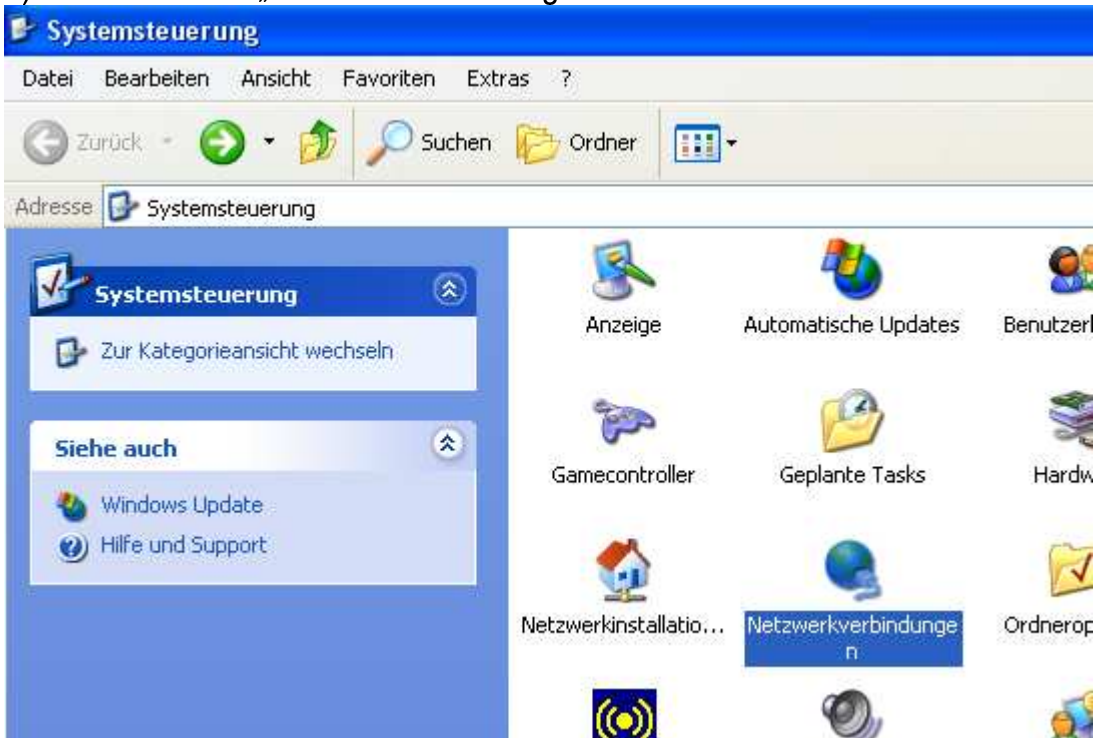 Systemsteuerung
Datei Bearbeiten Ansicht Favoriten Extras ?
Zurück Suchen Ordner
Adresse Systemsteuerung
Systemsteuerung
Zur Kategorieansicht wechseln
Siehe auch
Windows Update
Hilfe und Support
Anzeige Automatische Updates
Gamecontroller Geplante Tasks
Netzwerkinstallatio... Netzwerkverbindunge
n